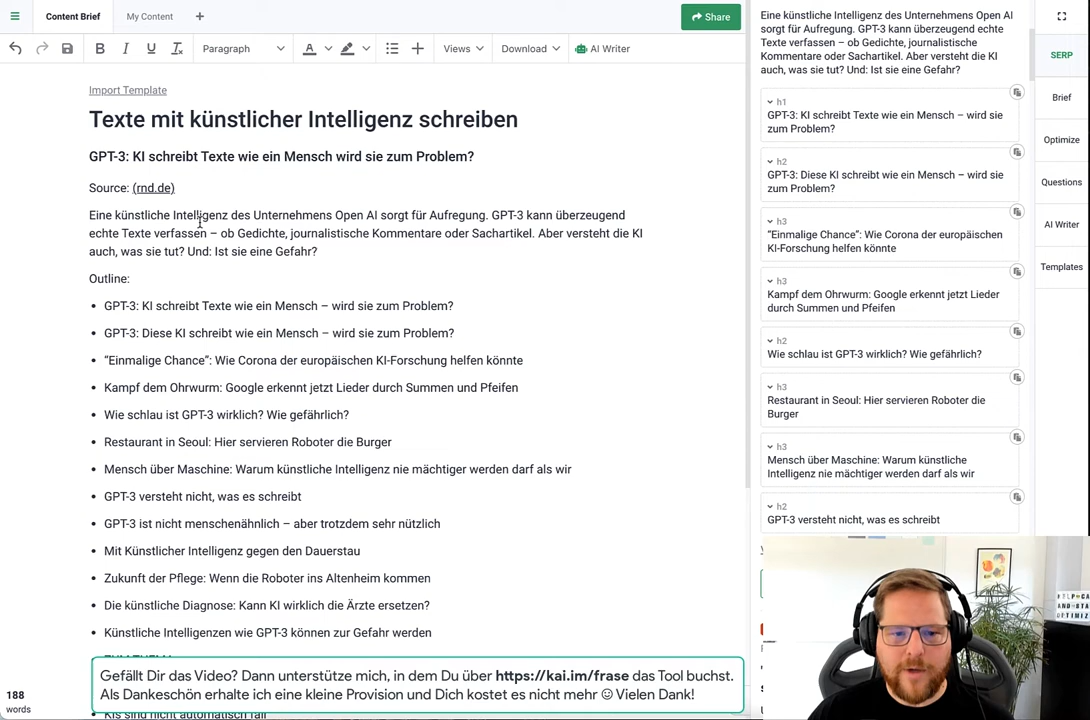 Content Brief
My Content
+
Share
B I U
Paragraph
A
Views
Download
AI Writer
Import Template
Texte mit künstlicher Intelligenz schreiben
GPT-3: KI schreibt Texte wie ein Mensch wird sie zum Problem?
Source: (rnd.de)
Eine künstliche Intelligenz des Unternehmens Open AI sorgt für Aufregung. GPT-3 kann überzeugend
echte Texte verfassen – ob Gedichte, journalistische Kommentare oder Sachartikel. Aber versteht die KI
auch, was sie tut? Und: Ist sie eine Gefahr?
Outline:
• GPT-3: KI schreibt Texte wie ein Mensch – wird sie zum Problem?
• GPT-3: Diese KI schreibt wie ein Mensch – wird sie zum Problem?
• “Einmalige Chance”: Wie Corona der europäischen KI-Forschung helfen könnte
• Kampf dem Ohrwurm: Google erkennt jetzt Lieder durch Summen und Pfeifen
• Wie schlau ist GPT-3 wirklich? Wie gefährlich?
• Restaurant in Seoul: Hier servieren Roboter die Burger
• Mensch über Maschine: Warum künstliche Intelligenz nie mächtiger werden darf als wir
• GPT-3 versteht nicht, was es schreibt
• GPT-3 ist nicht menschenähnlich – aber trotzdem sehr nützlich
• Mit Künstlicher Intelligenz gegen den Dauerstau
• Zukunft der Pflege: Wenn die Roboter ins Altenheim kommen
• Die künstliche Diagnose: Kann KI wirklich die Ärzte ersetzen?
• Künstliche Intelligenzen wie GPT-3 können zur Gefahr werden
Gefällt Dir das Video? Dann unterstütze mich, in dem Du über https://kai.im/frase das Tool buchst.
Als Dankeschön erhalte ich eine kleine Provision und Dich kostet es nicht mehr ☺ Vielen Dank!
KIs sind nicht automatisch fair
188
words
Eine künstliche Intelligenz des Unternehmens Open AI
sorgt für Aufregung. GPT-3 kann überzeugend echte
Texte verfassen – ob Gedichte, journalistische
Kommentare oder Sachartikel. Aber versteht die KI
auch, was sie tut? Und: Ist sie eine Gefahr?
h1
GPT-3: KI schreibt Texte wie ein Mensch – wird sie
zum Problem?
h2
GPT-3: Diese KI schreibt wie ein Mensch – wird sie
zum Problem?
h3
“Einmalige Chance”: Wie Corona der europäischen
KI-Forschung helfen könnte
h3
Kampf dem Ohrwurm: Google erkennt jetzt Lieder
durch Summen und Pfeifen
h2
Wie schlau ist GPT-3 wirklich? Wie gefährlich?
h3
Restaurant in Seoul: Hier servieren Roboter die
Burger
h3
Mensch über Maschine: Warum künstliche
Intelligenz nie mächtiger werden darf als wir
h2
GPT-3 versteht nicht, was es schreibt
SERP
Brief
Optimize
Questions
AI Writer
Templates